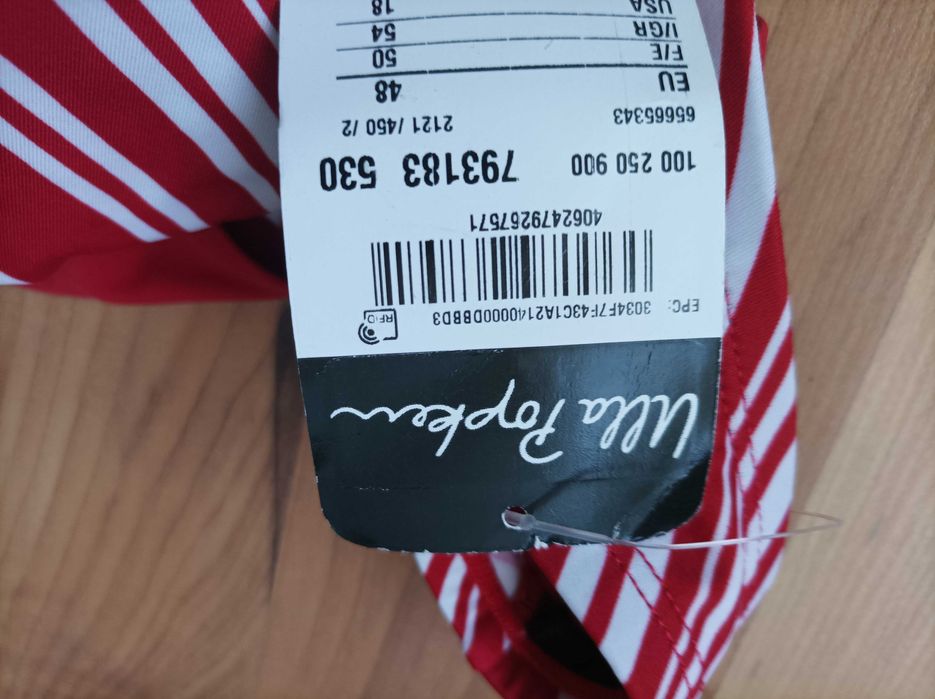 Ulla Popken
EPC: 3034F7F43C1A2140000DBBD3
RFID
4062479267571
100 250 900 793183 530
65665343 2121 /450 /2
EU 48
F/E 50
I/GR 54
USA 18